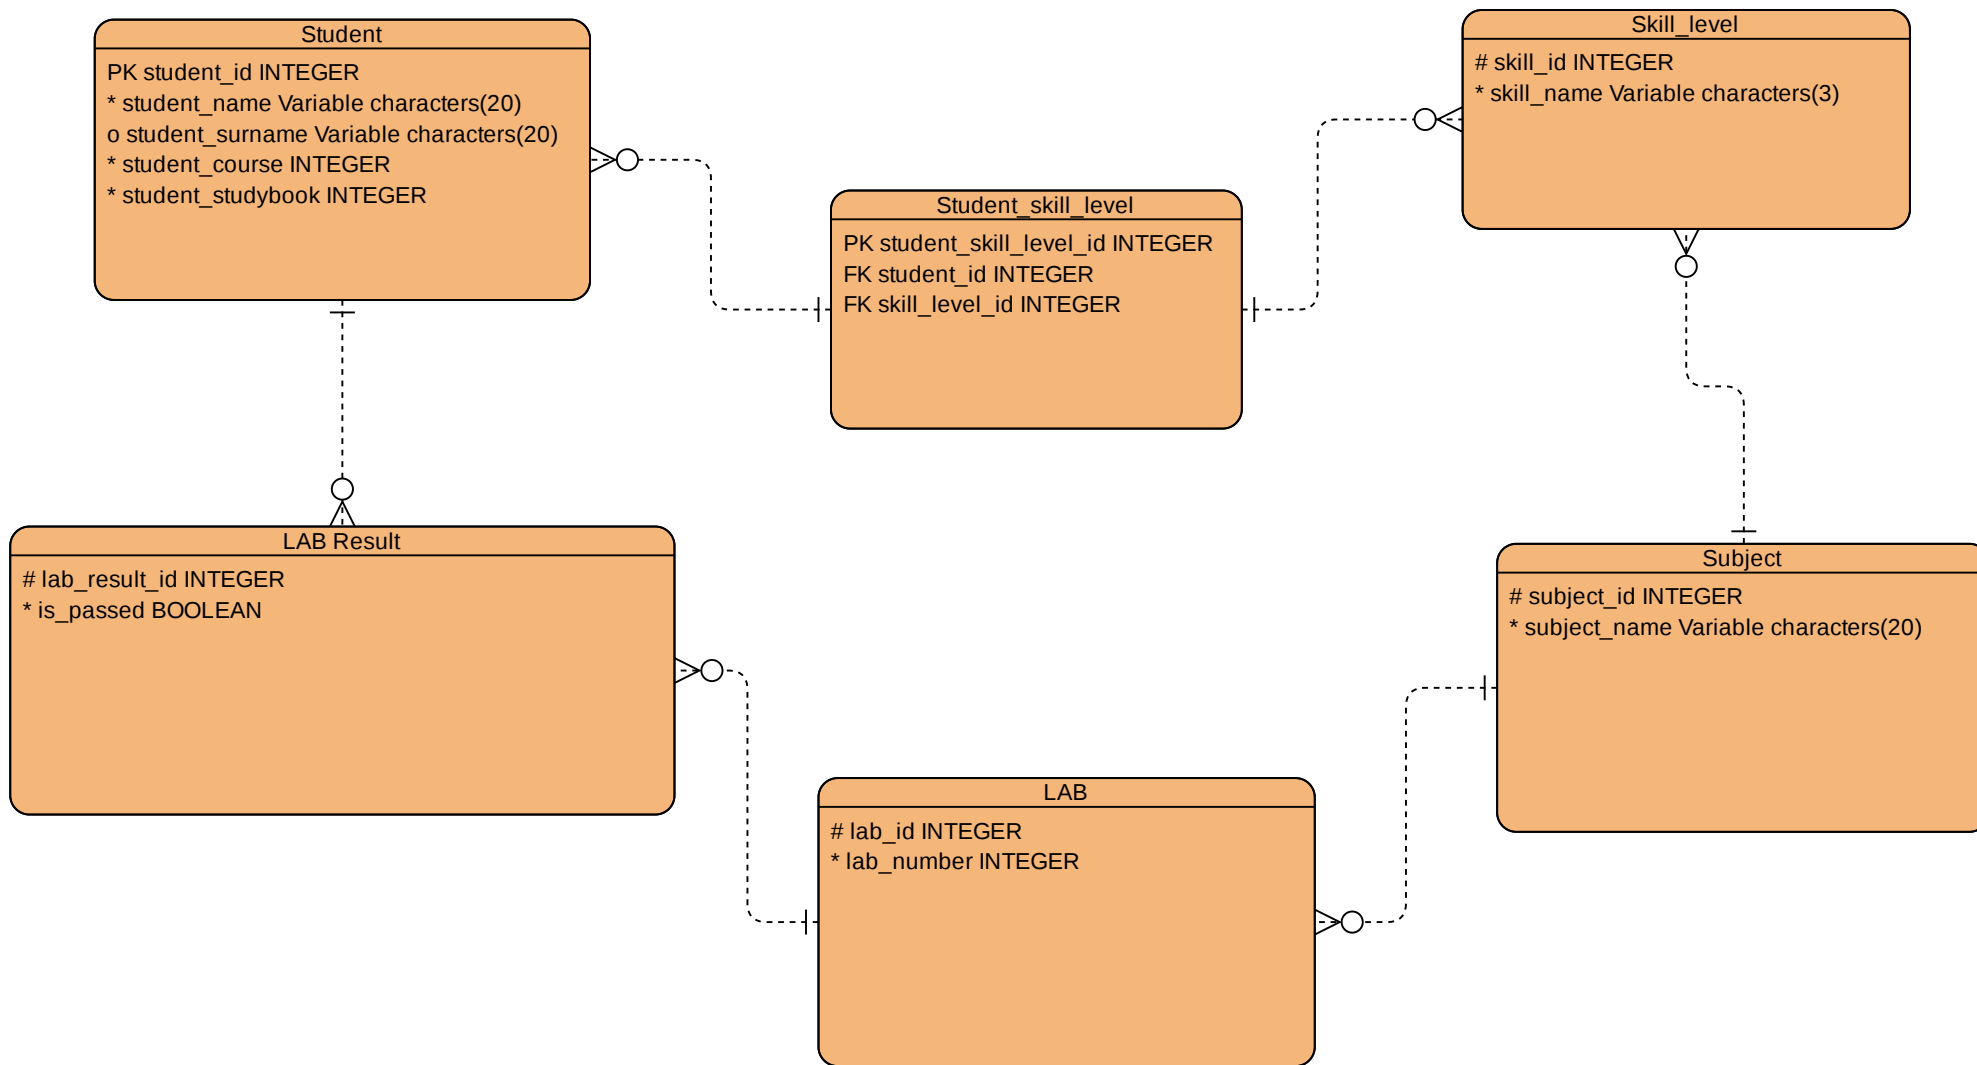 Student
PK student_id INTEGER
* student_name Variable characters(20)
o student_surname Variable characters(20)
* student_course INTEGER
* student_studybook INTEGER
Skill_level
# skill_id INTEGER
* skill_name Variable characters(3)
Student_skill_level
PK student_skill_level_id INTEGER
FK student_id INTEGER
FK skill_level_id INTEGER
LAB Result
# lab_result_id INTEGER
* is_passed BOOLEAN
Subject
# subject_id INTEGER
* subject_name Variable characters(20)
LAB
# lab_id INTEGER
* lab_number INTEGER